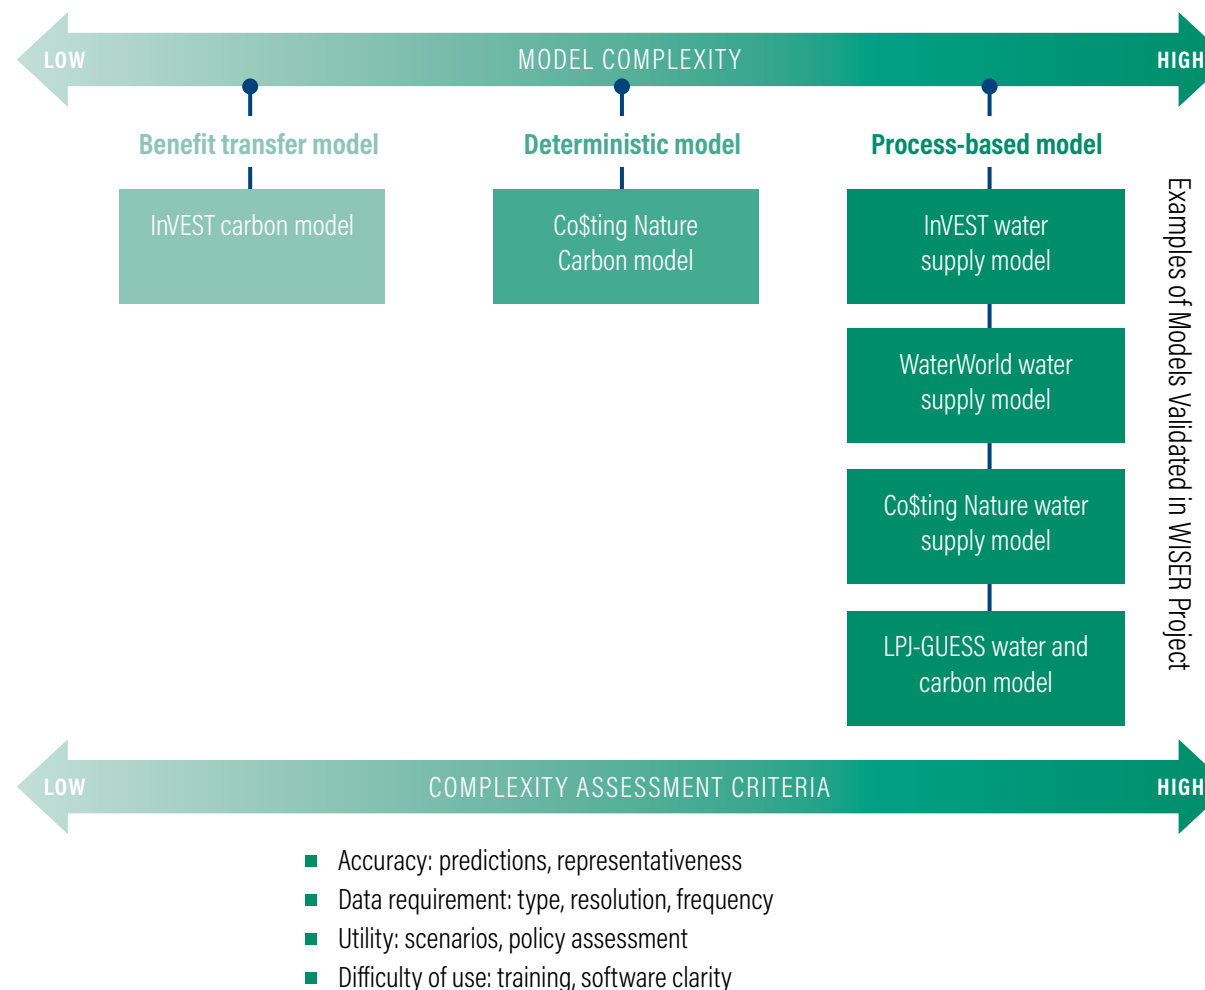 LOW MODEL COMPLEXITY HIGH
Benefit transfer model
Deterministic model
Process-based model
InVEST carbon model
Co$ting Nature
Carbon model
InVEST water
supply model
WaterWorld water
supply model
Co$ting Nature water
supply model
LPJ-GUESS water and
carbon model
Examples of Models Validated in WISER Project
LOW COMPLEXITY ASSESSMENT CRITERIA HIGH
Accuracy: predictions, representativeness
Data requirement: type, resolution, frequency
Utility: scenarios, policy assessment
Difficulty of use: training, software clarity